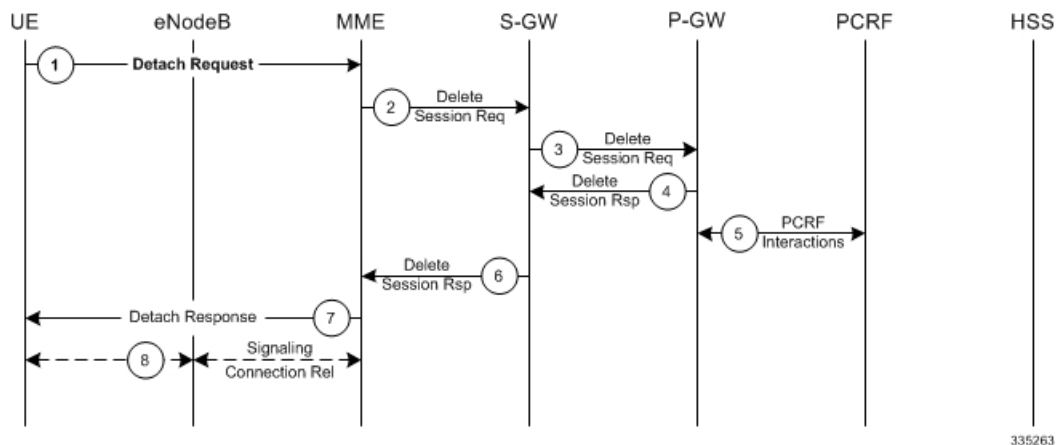 UE eNodeB MME S-GW P-GW PCRF HSS
1 Detach Request
2 Delete
Session Req
3 Delete
Session Req
Delete 4
Session Rsp
5 PCRF
Interactions
Delete 6
Session Rsp
Detach Response 7
8 Signaling
Connection Rel
335263